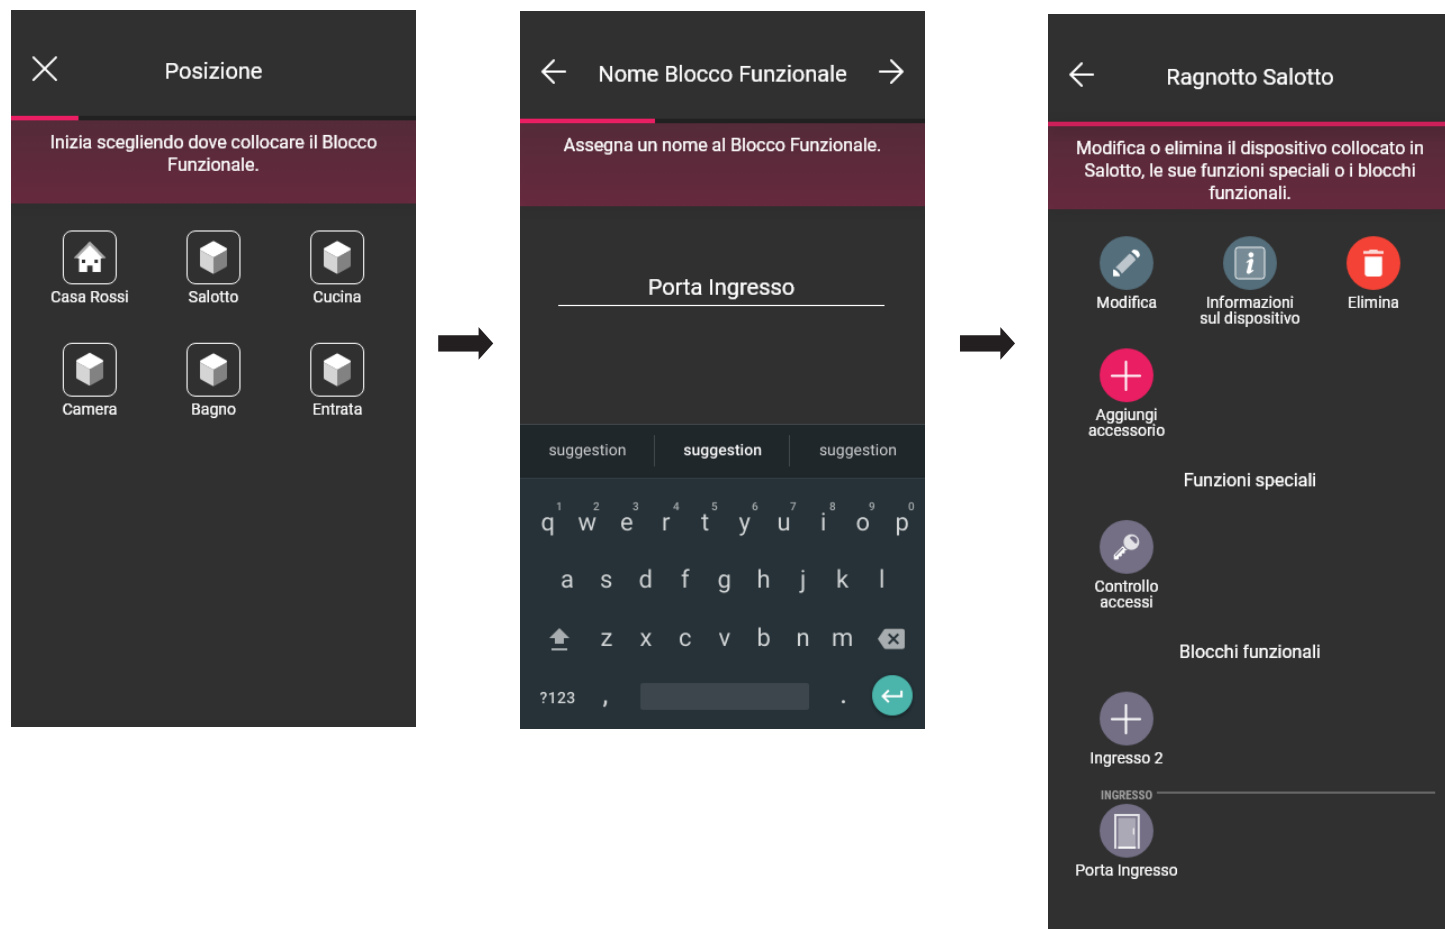 Posizione
Inizia scegliendo dove collocare il Blocco
Funzionale.
Casa Rossi
Salotto
Cucina
Camera
Bagno
Entrata
Nome Blocco Funzionale
Assegna un nome al Blocco Funzionale.
Porta Ingresso
suggestion suggestion suggestion
1 2 3 4 5 6 7 8 9 0
q w e r t y u i o p
a s d f g h j k l
z x c v b n m
?123 , .
Ragnotto Salotto
Modifica o elimina il dispositivo collocato in
Salotto, le sue funzioni speciali o i blocchi
funzionali.
Modifica
Informazioni
sul dispositivo
Elimina
Aggiungi
accessorio
Funzioni speciali
Controllo
accessi
Blocchi funzionali
Ingresso 2
INGRESSO
Porta Ingresso